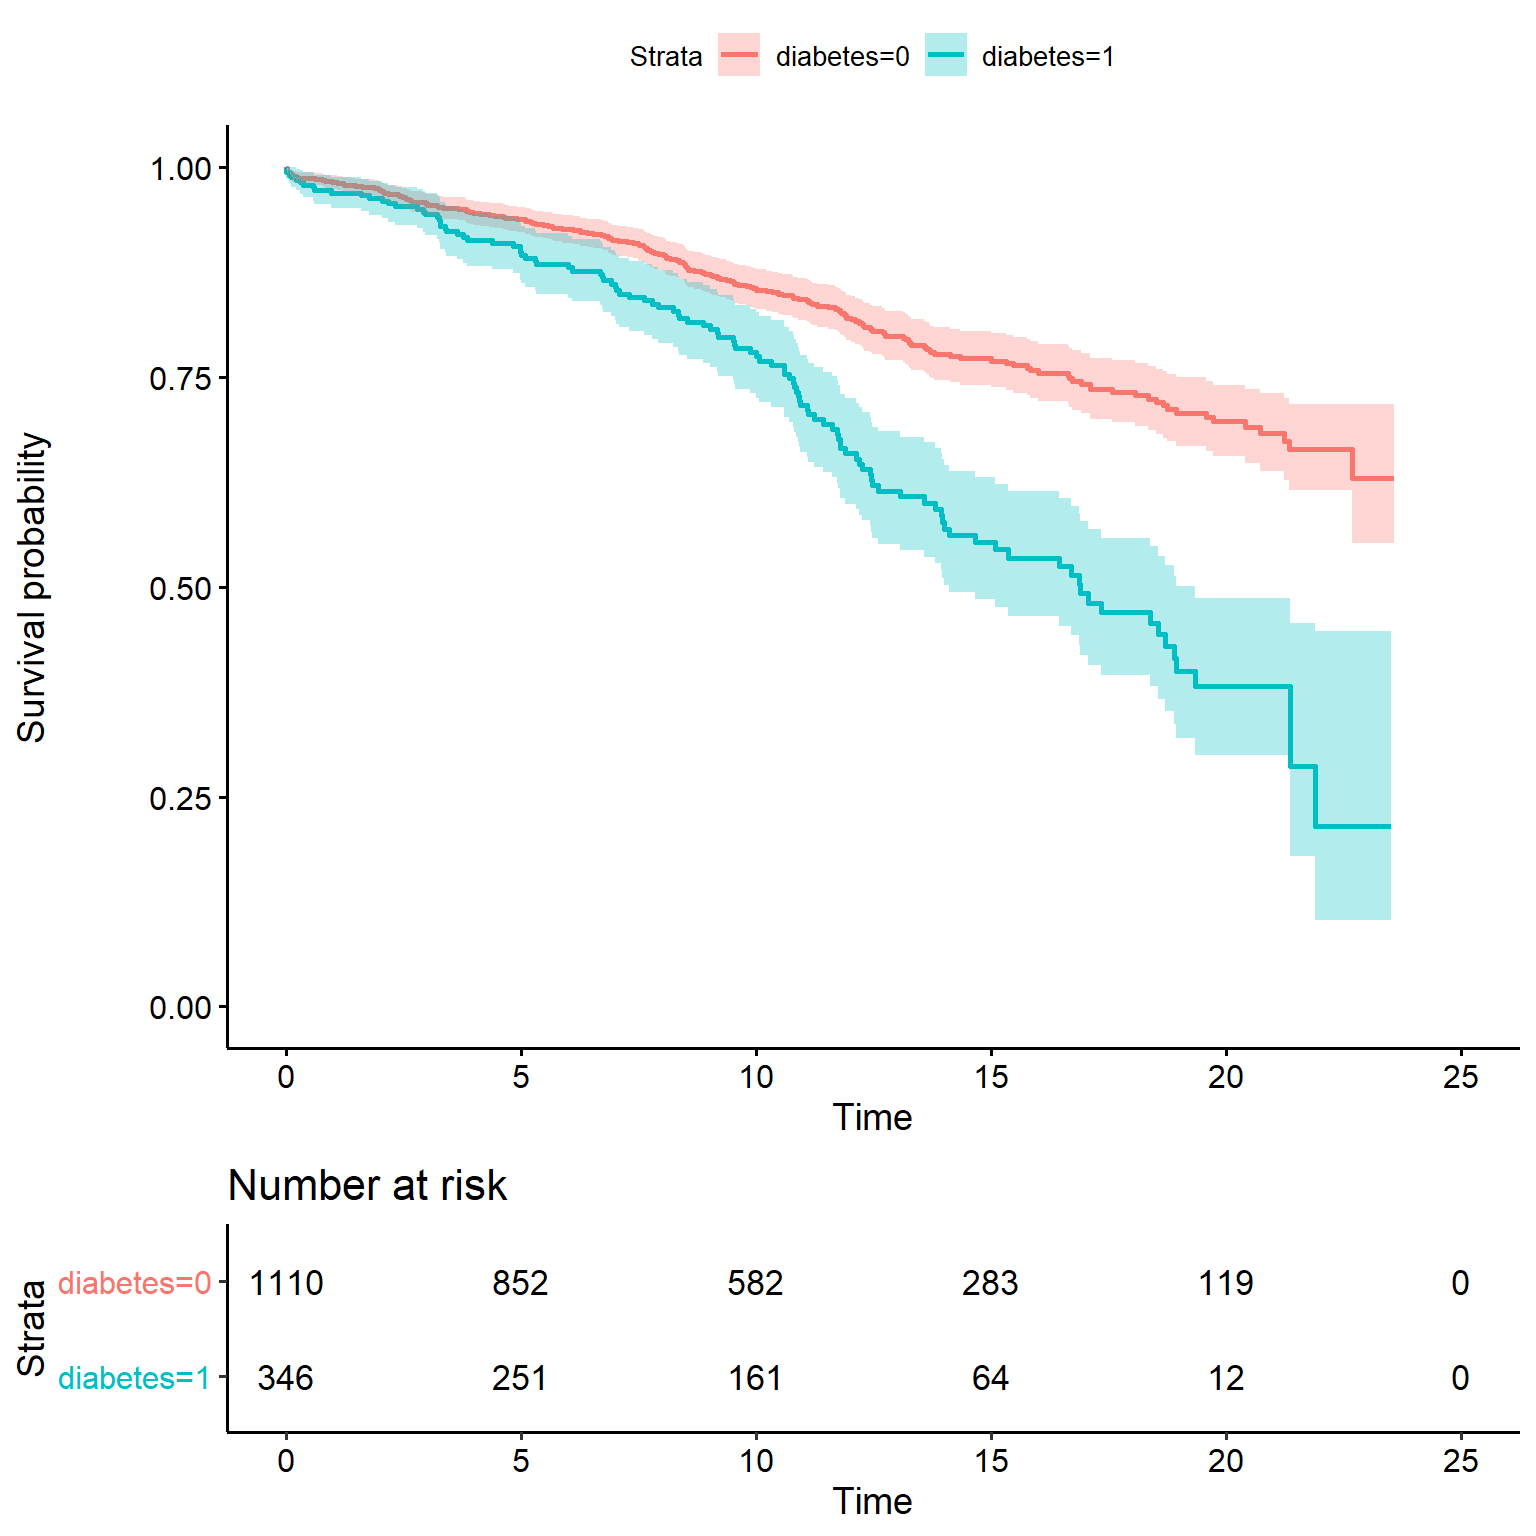 Strata diabetes=0 diabetes=1
1.00
0.75
0.50
0.25
0.00
Survival probability
0 5 10 15 20 25
Time
Number at risk
Strata
diabetes=0 1110 852 582 283 119 0
diabetes=1 346 251 161 64 12 0
0 5 10 15 20 25
Time